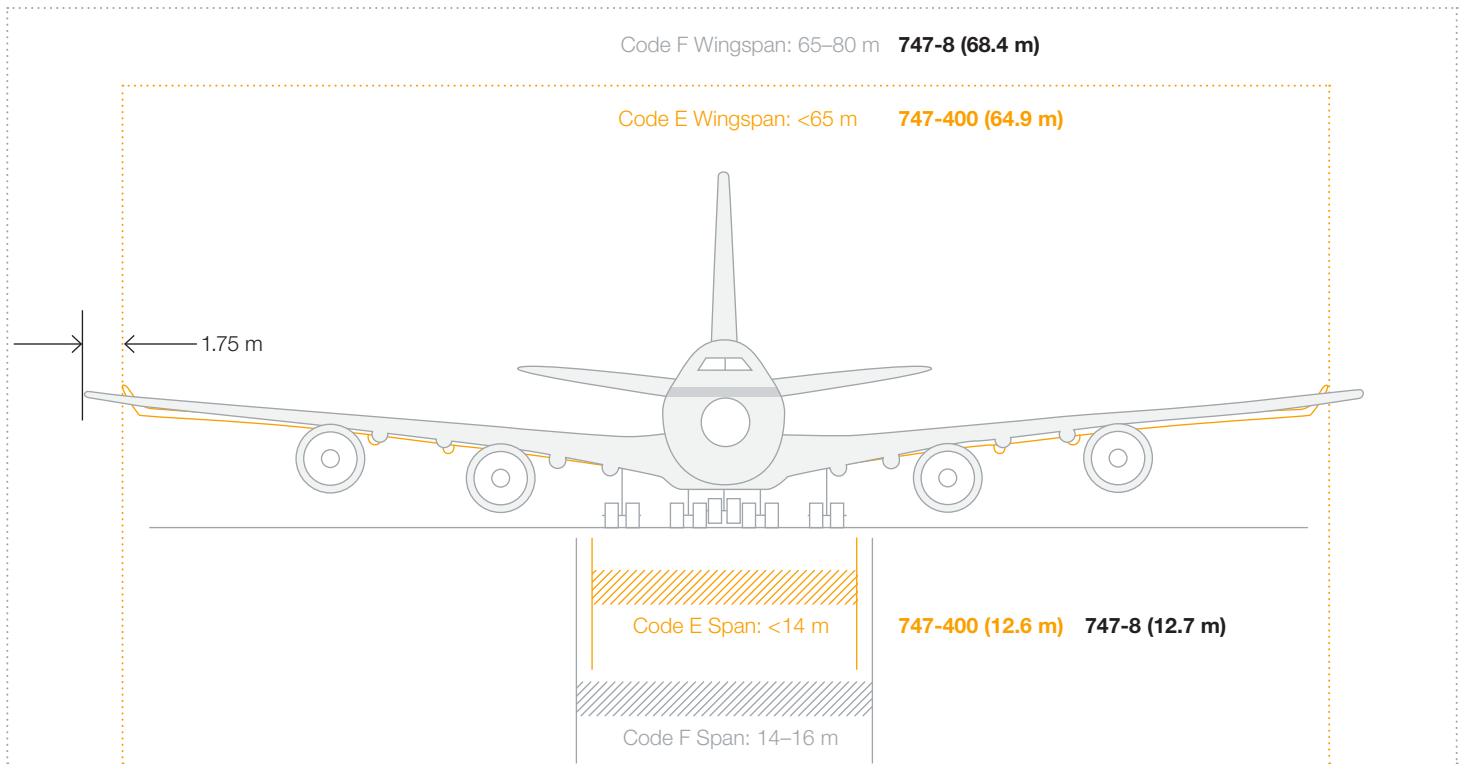 Code F Wingspan: 65–80 m 747-8 (68.4 m)
Code E Wingspan: <65 m 747-400 (64.9 m)
1.75 m
Code E Span: <14 m 747-400 (12.6 m) 747-8 (12.7 m)
Code F Span: 14–16 m